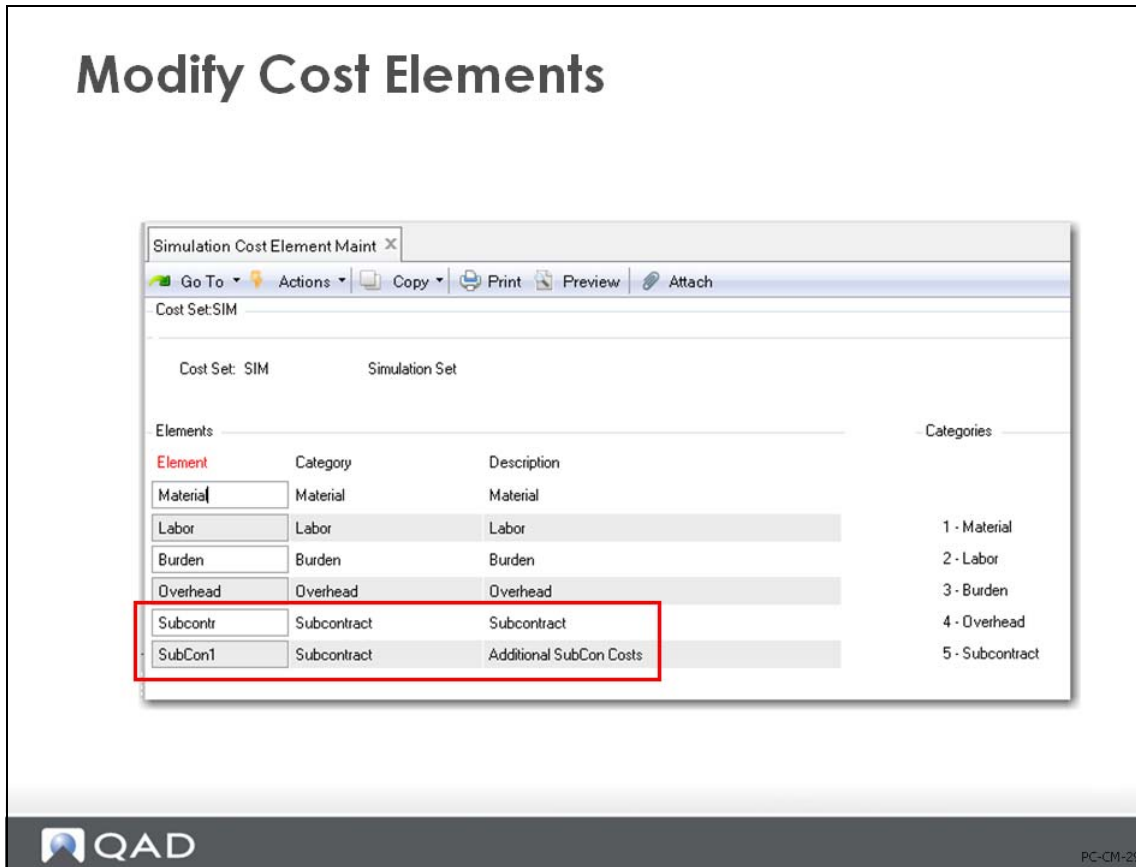 Modify Cost Elements
Simulation Cost Element Maint X
Go To Actions Copy Print Preview Attach
Cost Set:SIM
Cost Set: SIM Simulation Set
Elements Categories
Element Category Description
Material Material Material
Labor Labor Labor 1 - Material
Burden Burden Burden 2 - Labor
Overhead Overhead Overhead 3 - Burden
Subcontr Subcontract Subcontract 4 - Overhead
SubCon1 Subcontract Additional SubCon Costs 5 - Subcontract
QAD